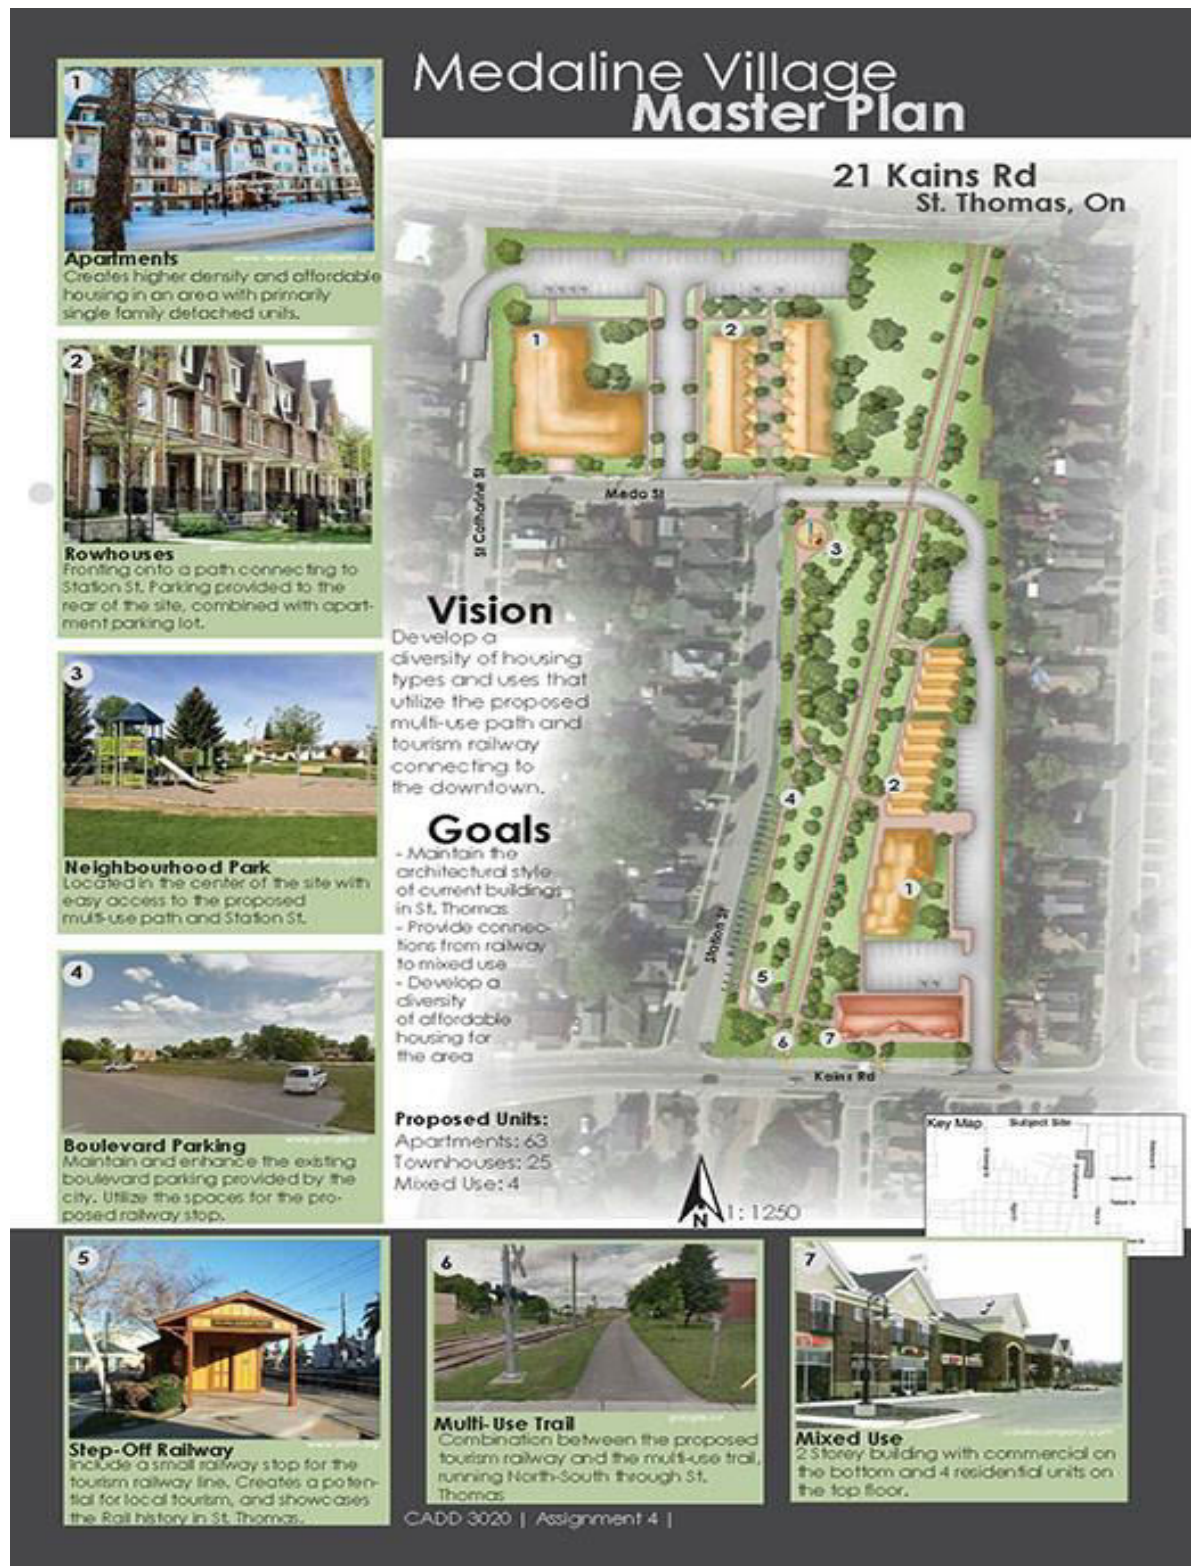 Medaline Village
Master Plan
21 Kains Rd
St. Thomas, On
1
Apartments
Creates higher density and affordable
housing in an area with primarily
single family detached units.
2
Rowhouses
Fronting onto a path connecting to
Station St. Parking provided to the
rear of the site, combined with apart-
ment parking lot.
3
Neighbourhood Park
Located in the center of the site with
easy access to the proposed
multi-use path and Station St.
4
Boulevard Parking
Maintain and enhance the existing
boulevard parking provided by the
city. Utilize the spaces for the pro-
posed railway stop.
Vision
Develop a
diversity of housing
types and uses that
utilize the proposed
multi-use path and
tourism railway
connecting to
the downtown.
Goals
- Maintain the
architectural style
of current buildings
in St. Thomas
- Provide connec-
tions from railway
to mixed use
- Develop a
diversity
of affordable
housing for
the area
Proposed Units:
Apartments: 63
Townhouses: 25
Mixed Use: 4
1
2
St Catharine St
Meda St
3
4
2
1
Station St
5
6
7
Kains Rd
N
1: 1250
Key Map
Subject Site
5
Step-Off Railway
Include a small railway stop for the
tourism railway line. Creates a poten-
tial for local tourism, and showcases
the Rail history in St. Thomas.
6
Multi-Use Trail
Combination between the proposed
tourism railway and the multi-use trail,
running North-South through St.
Thomas
7
Mixed Use
2 Storey building with commercial on
the bottom and 4 residential units on
the top floor.
CADD 3020 | Assignment 4 |